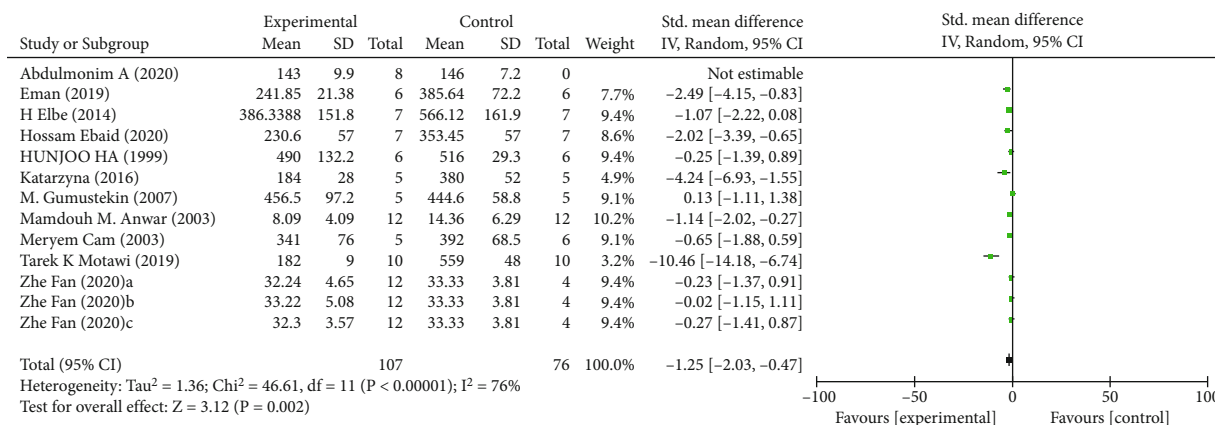 Experimental Control Std. mean difference Std. mean difference
Study or Subgroup Mean SD Total Mean SD Total Weight IV, Random, 95% CI IV, Random, 95% CI
Abdulmonim A (2020) 143 9.9 8 146 7.2 0 Not estimable
Eman (2019) 241.85 21.38 6 385.64 72.2 6 7.7% −2.49 [−4.15, −0.83)
H Elbe (2014) 386.3388 151.8 7 566.12 161.9 7 9.4% −1.07 [−2.22, 0.08]
Hossam Ebaid (2020) 230.6 57 7 353.45 57 7 8.6% −2.02 [−3.39, −0.65]
HUNJOO HA (1999) 490 132.2 6 516 29.3 6 9.4% −0.25 [−1.39, 0.89]
Katarzyna (2016) 184 28 5 380 52 5 4.9% −4.24 [−6.93, −1.55]
M. Gumustekin (2007) 456.5 97.2 5 444.6 58.8 5 9.1% 0.13 [−1.11, 1.38]
Mamdouh M. Anwar (2003) 8.09 4.09 12 14.36 6.29 12 10.2% −1.14 [−2.02, −0.27]
Meryem Cam (2003) 341 76 5 392 68.5 6 9.1% −0.65 [−1.88, 0.59]
Tarek K Motawi (2019) 182 9 10 559 48 10 3.2% −10.46 [−14.18, −6.74]
Zhe Fan (2020)a 32.24 4.65 12 33.33 3.81 4 9.4% −0.23 [−1.37, 0.91]
Zhe Fan (2020)b 33.22 5.08 12 33.33 3.81 4 9.4% −0.02 [−1.15, 1.11]
Zhe Fan (2020)c 32.3 3.57 12 33.33 3.81 4 9.4% −0.27 [−1.41, 0.87]
Total (95% CI) 107 76 100.0% −1.25 [−2.03, −0.47]
Heterogeneity: Tau² = 1.36; Chi² = 46.61, df = 11 (P < 0.00001); I² = 76%
Test for overall effect: Z = 3.12 (P = 0.002)
−100 −50 0 50 100
Favours [experimental] Favours [control]